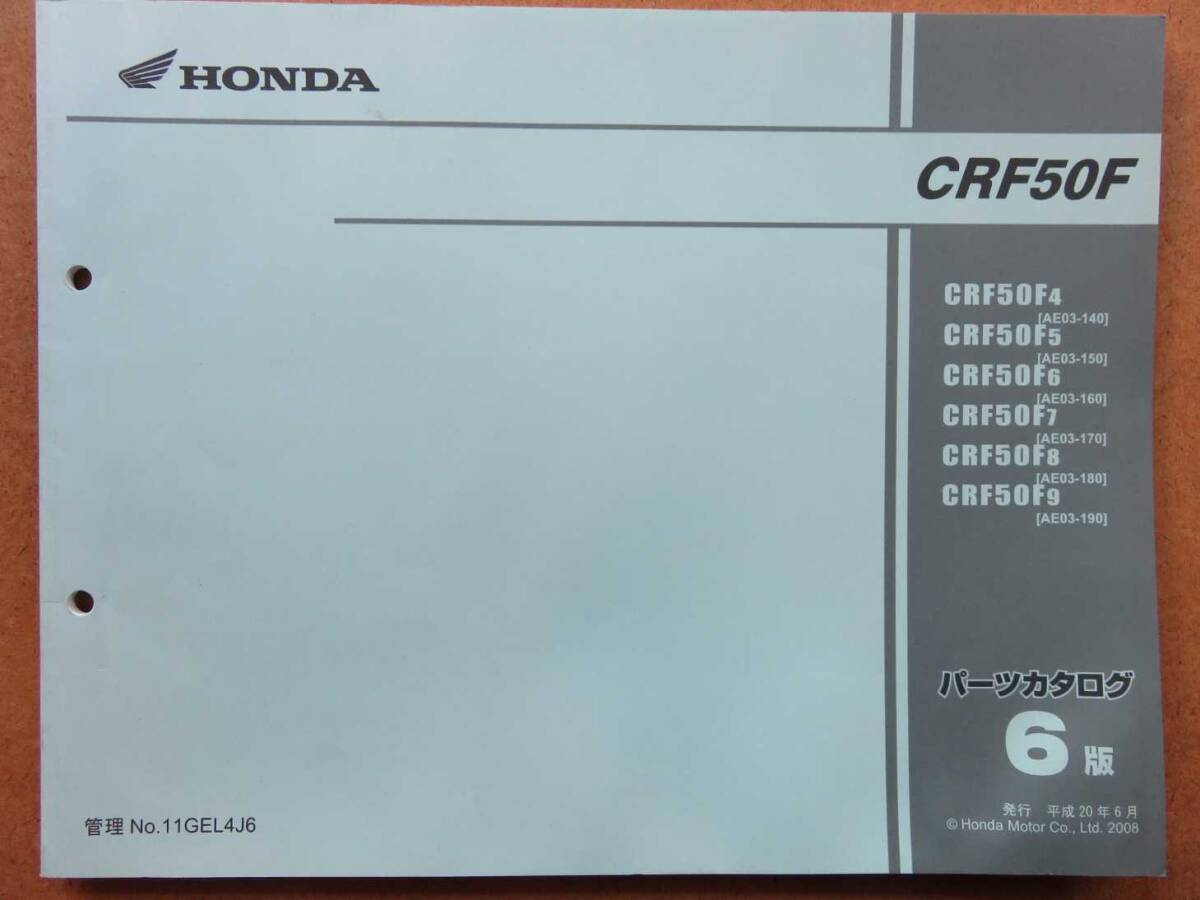 HONDA
CRF50F
CRF50F4
[AE03-140]
CRF50F5
[AE03-150]
CRF50F6
[AE03-160]
CRF50F7
[AE03-170]
CRF50F8
[AE03-180]
CRF50F9
[AE03-190]
パーツカタログ
6版
発行 平成20年6月
© Honda Motor Co., Ltd. 2008
管理 No.11GEL4J6